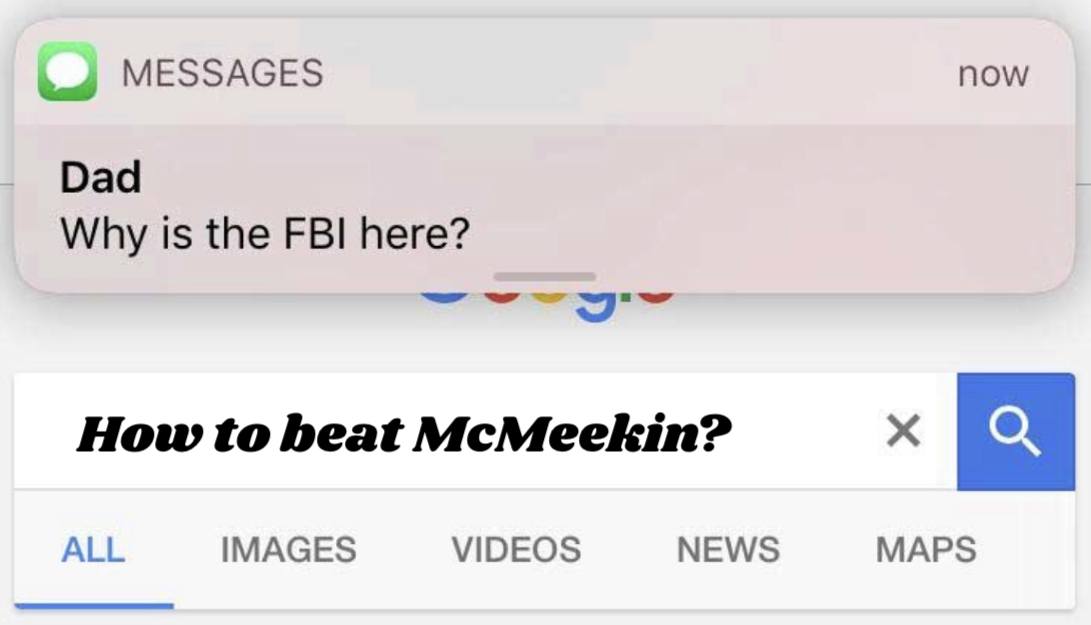 MESSAGES now
Dad
Why is the FBI here?
How to beat McMeekin?
ALL IMAGES VIDEOS NEWS MAPS